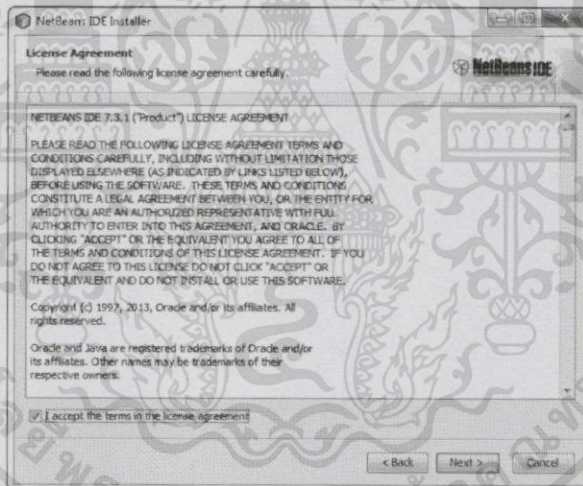 NetBeans IDE Installer
License Agreement
Please read the following license agreement carefully.
NetBeans IDE
NETBEANS IDE 7.3.1 ("Product") LICENSE AGREEMENT
PLEASE READ THE FOLLOWING LICENSE AGREEMENT TERMS AND
CONDITIONS CAREFULLY, INCLUDING WITHOUT LIMITATION THOSE
DISPLAYED ELSEWHERE (AS INDICATED BY LINKS LISTED BELOW),
BEFORE USING THE SOFTWARE. THESE TERMS AND CONDITIONS
CONSTITUTE A LEGAL AGREEMENT BETWEEN YOU, OR THE ENTITY FOR
WHICH YOU ARE AN AUTHORIZED REPRESENTATIVE WITH FULL
AUTHORITY TO ENTER INTO THIS AGREEMENT, AND ORACLE. BY
CLICKING "ACCEPT" OR THE EQUIVALENT YOU AGREE TO ALL OF
THE TERMS AND CONDITIONS OF THIS LICENSE AGREEMENT. IF YOU
DO NOT AGREE TO THIS LICENSE DO NOT CLICK "ACCEPT" OR
THE EQUIVALENT AND DO NOT INSTALL OR USE THIS SOFTWARE.
Copyright (c) 1997, 2013, Oracle and/or its affiliates. All
rights reserved.
Oracle and Java are registered trademarks of Oracle and/or
its affiliates. Other names may be trademarks of their
respective owners.
I accept the terms in the license agreement
< Back
Next >
Cancel